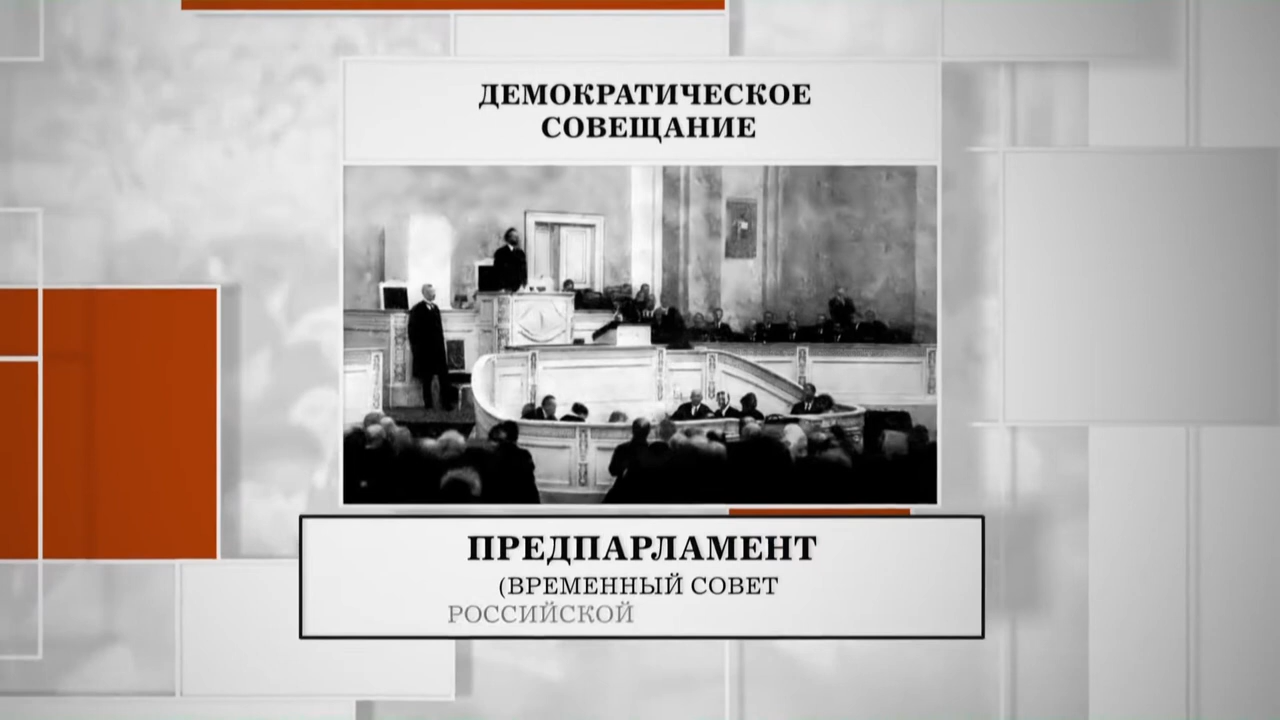 ДЕМОКРАТИЧЕСКОЕ
СОВЕЩАНИЕ
ПРЕДПАРЛАМЕНТ
(ВРЕМЕННЫЙ СОВЕТ
РОССИЙСКОЙ